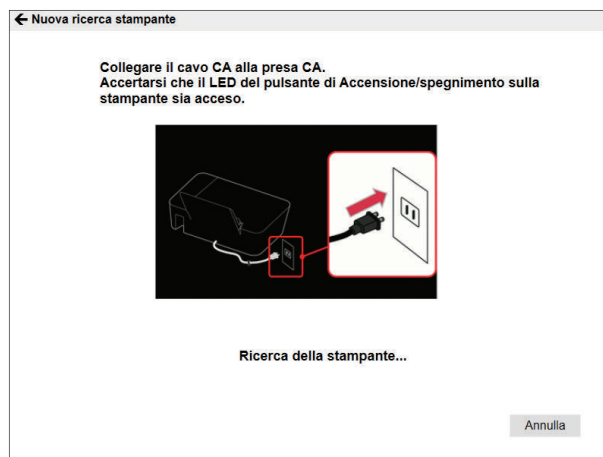 Nuova ricerca stampante
Collegare il cavo CA alla presa CA.
Accertarsi che il LED del pulsante di Accensione/spegnimento sulla
stampante sia acceso.
Ricerca della stampante...
Annulla